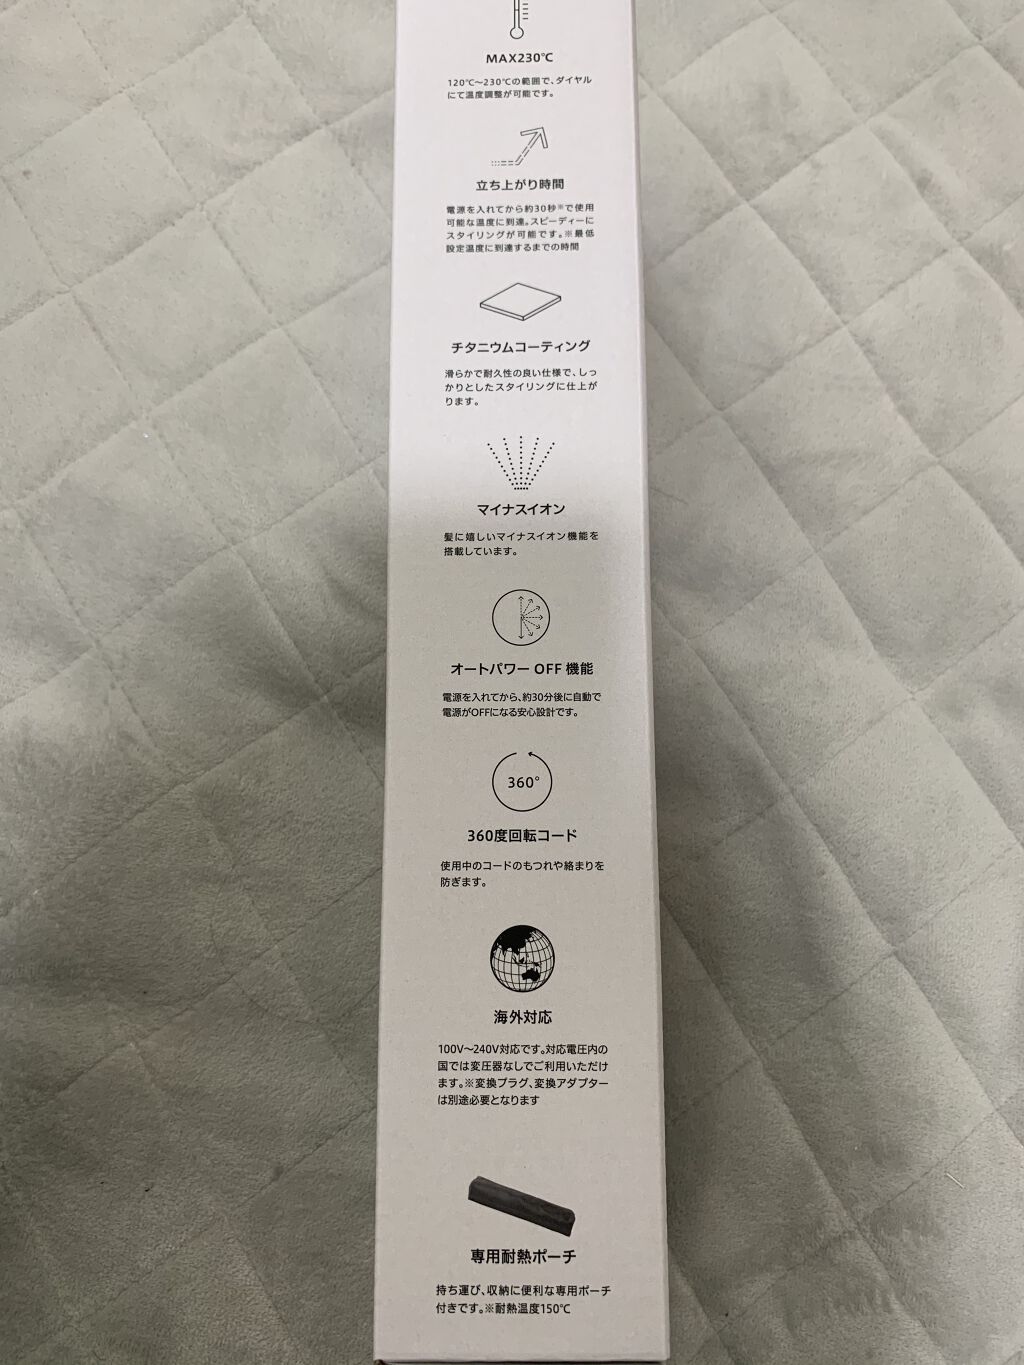 MAX230℃
120℃〜230℃の範囲で、ダイヤル
にて温度調整が可能です。
立ち上がり時間
電源を入れてから約30秒※で使用
可能な温度に到達。スピーディーに
スタイリングが可能です。※最低
設定温度に到達するまでの時間
チタニウムコーティング
滑らかで耐久性の良い仕様で、しっ
かりとしたスタイリングに仕上が
ります。
マイナスイオン
髪に嬉しいマイナスイオン機能を
搭載しています。
オートパワー OFF 機能
電源を入れてから、約30分後に自動で
電源がOFFになる安心設計です。
360°
360度回転コード
使用中のコードのもつれや絡まりを
防ぎます。
海外対応
100V〜240V対応です。対応電圧内の
国では変圧器なしでご利用いただけ
ます。※変換プラグ、変換アダプター
は別途必要となります
専用耐熱ポーチ
持ち運び、収納に便利な専用ポーチ
付きです。※耐熱温度150℃